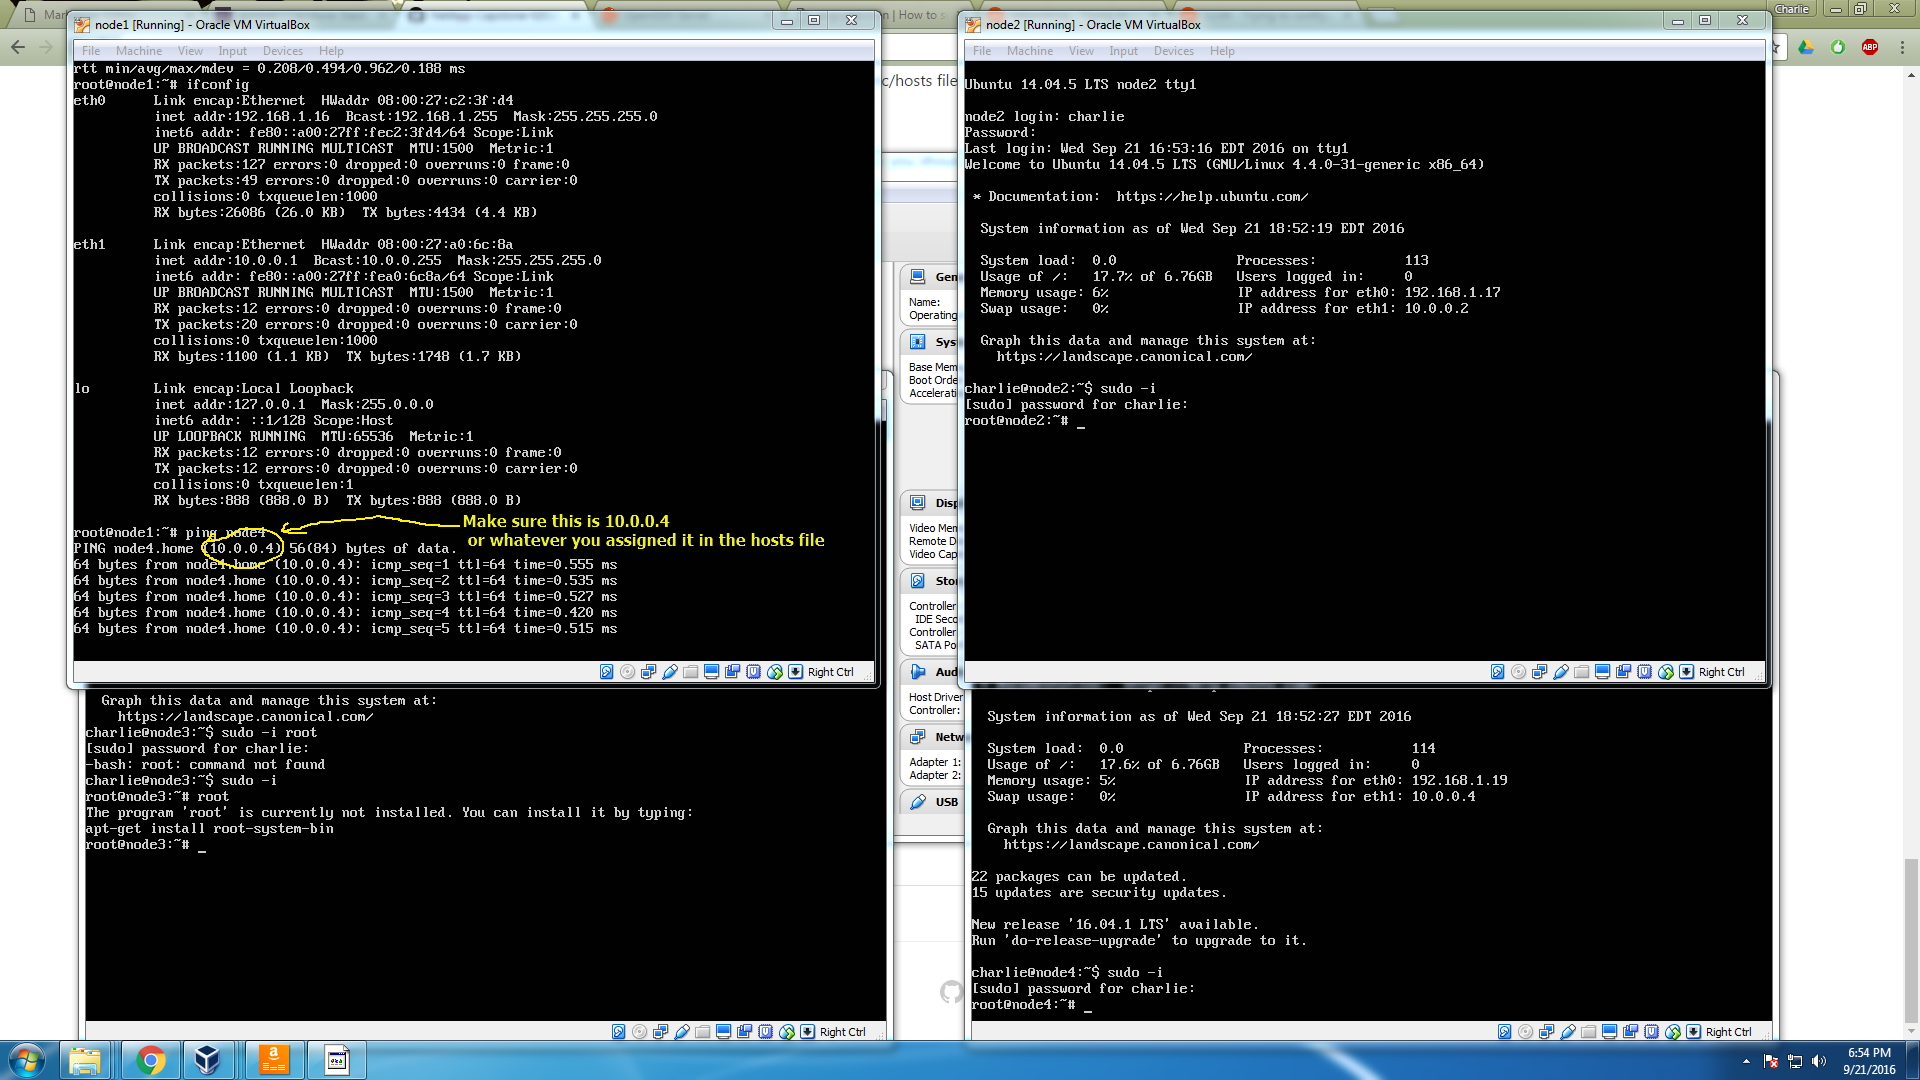 Mark
| How to s
Charlie
node1 [Running] - Oracle VM VirtualBox
File Machine View Input Devices Help
rtt min/avg/max/mdev = 0.208/0.494/0.962/0.188 ms
root@node1:~# ifconfig
eth0 Link encap:Ethernet HWaddr 08:00:27:c2:3f:d4
inet addr:192.168.1.16 Bcast:192.168.1.255 Mask:255.255.255.0
inet6 addr: fe80::a00:27ff:fec2:3fd4/64 Scope:Link
UP BROADCAST RUNNING MULTICAST MTU:1500 Metric:1
RX packets:127 errors:0 dropped:0 overruns:0 frame:0
TX packets:49 errors:0 dropped:0 overruns:0 carrier:0
collisions:0 txqueuelen:1000
RX bytes:26086 (26.0 KB) TX bytes:4434 (4.4 KB)
eth1 Link encap:Ethernet HWaddr 08:00:27:a0:6c:8a
inet addr:10.0.0.1 Bcast:10.0.0.255 Mask:255.255.255.0
inet6 addr: fe80::a00:27ff:fea0:6c8a/64 Scope:Link
UP BROADCAST RUNNING MULTICAST MTU:1500 Metric:1
RX packets:12 errors:0 dropped:0 overruns:0 frame:0
TX packets:20 errors:0 dropped:0 overruns:0 carrier:0
collisions:0 txqueuelen:1000
RX bytes:1100 (1.1 KB) TX bytes:1748 (1.7 KB)
lo Link encap:Local Loopback
inet addr:127.0.0.1 Mask:255.0.0.0
inet6 addr: ::1/128 Scope:Host
UP LOOPBACK RUNNING MTU:65536 Metric:1
RX packets:12 errors:0 dropped:0 overruns:0 frame:0
TX packets:12 errors:0 dropped:0 overruns:0 carrier:0
collisions:0 txqueuelen:1
RX bytes:888 (888.0 B) TX bytes:888 (888.0 B)
root@node1:~# ping node4
PING node4.home (10.0.0.4) 56(84) bytes of data.
64 bytes from node4.home (10.0.0.4): icmp_seq=1 ttl=64 time=0.555 ms
64 bytes from node4.home (10.0.0.4): icmp_seq=2 ttl=64 time=0.535 ms
64 bytes from node4.home (10.0.0.4): icmp_seq=3 ttl=64 time=0.527 ms
64 bytes from node4.home (10.0.0.4): icmp_seq=4 ttl=64 time=0.420 ms
64 bytes from node4.home (10.0.0.4): icmp_seq=5 ttl=64 time=0.515 ms
Make sure this is 10.0.0.4
or whatever you assigned it in the hosts file
Right Ctrl
c/hosts file
Gen
Name:
Operating
Sys
Base Mem
Boot Orde
Accelerati
Disp
Video Mem
Remote D
Video Cap
Sto
Controller
IDE Seco
Controller
SATA Po
Aud
Host Driver
Controller:
Netw
Adapter 1:
Adapter 2:
USB
node2 [Running] - Oracle VM VirtualBox
File Machine View Input Devices Help
Ubuntu 14.04.5 LTS node2 tty1
node2 login: charlie
Password:
Last login: Wed Sep 21 16:53:16 EDT 2016 on tty1
Welcome to Ubuntu 14.04.5 LTS (GNU/Linux 4.4.0-31-generic x86_64)
* Documentation: https://help.ubuntu.com/
System information as of Wed Sep 21 18:52:19 EDT 2016
System load: 0.0 Processes: 113
Usage of /: 17.7% of 6.76GB Users logged in: 0
Memory usage: 6% IP address for eth0: 192.168.1.17
Swap usage: 0% IP address for eth1: 10.0.0.2
Graph this data and manage this system at:
https://landscape.canonical.com/
charlie@node2:~$ sudo -i
[sudo] password for charlie:
root@node2:~# _
Right Ctrl
Graph this data and manage this system at:
https://landscape.canonical.com/
charlie@node3:~$ sudo -i root
[sudo] password for charlie:
-bash: root: command not found
charlie@node3:~$ sudo -i
root@node3:~# root
The program 'root' is currently not installed. You can install it by typing:
apt-get install root-system-bin
root@node3:~# _
Right Ctrl
System information as of Wed Sep 21 18:52:27 EDT 2016
System load: 0.0 Processes: 114
Usage of /: 17.6% of 6.76GB Users logged in: 0
Memory usage: 5% IP address for eth0: 192.168.1.19
Swap usage: 0% IP address for eth1: 10.0.0.4
Graph this data and manage this system at:
https://landscape.canonical.com/
22 packages can be updated.
15 updates are security updates.
New release '16.04.1 LTS' available.
Run 'do-release-upgrade' to upgrade to it.
charlie@node4:~$ sudo -i
[sudo] password for charlie:
root@node4:~# _
Right Ctrl
ABP
6:54 PM
9/21/2016